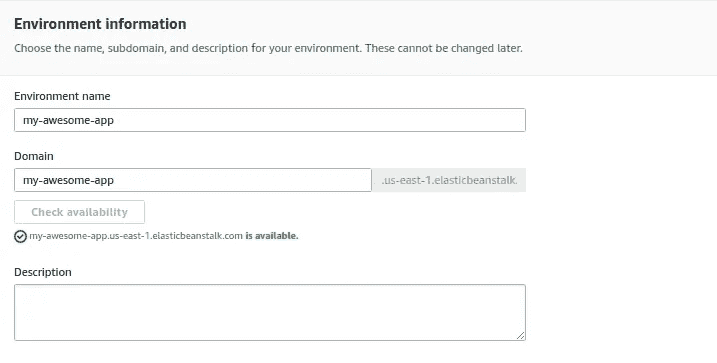 Environment information
Choose the name, subdomain, and description for your environment. These cannot be changed later.
Environment name
my-awesome-app
Domain
my-awesome-app .us-east-1.elasticbeanstalk.
Check availability
my-awesome-app.us-east-1.elasticbeanstalk.com is available.
Description